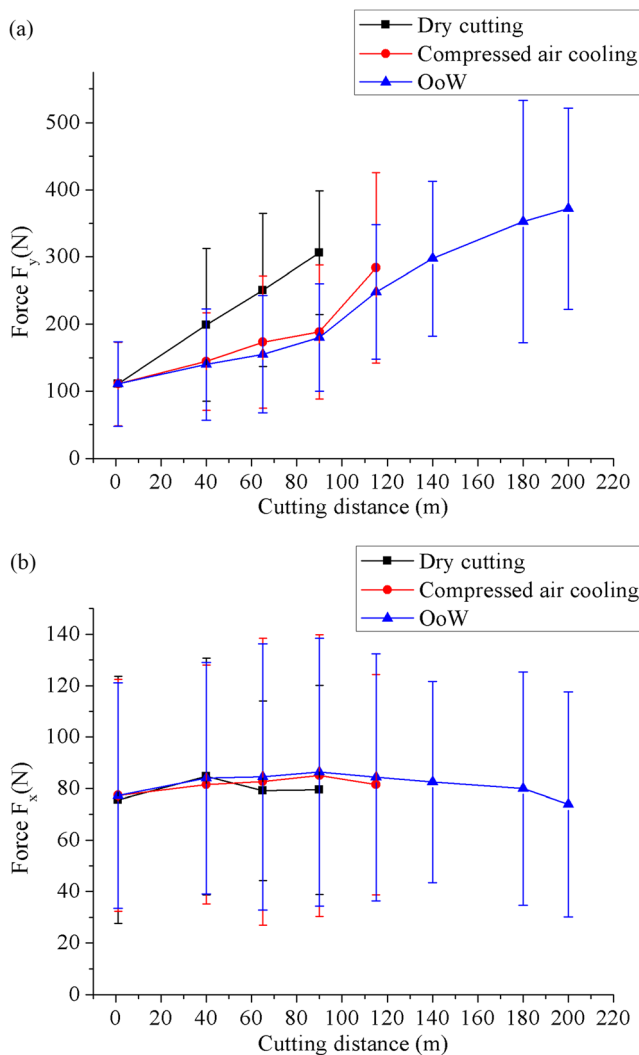 (a)
Dry cutting
Compressed air cooling
OoW
500
400
300
200
100
0
Force Fy(N)
0 20 40 60 80 100 120 140 160 180 200 220
Cutting distance (m)
(b)
Dry cutting
Compressed air cooling
OoW
140
120
100
80
60
40
20
0
Force Fx(N)
0 20 40 60 80 100 120 140 160 180 200 220
Cutting distance (m)